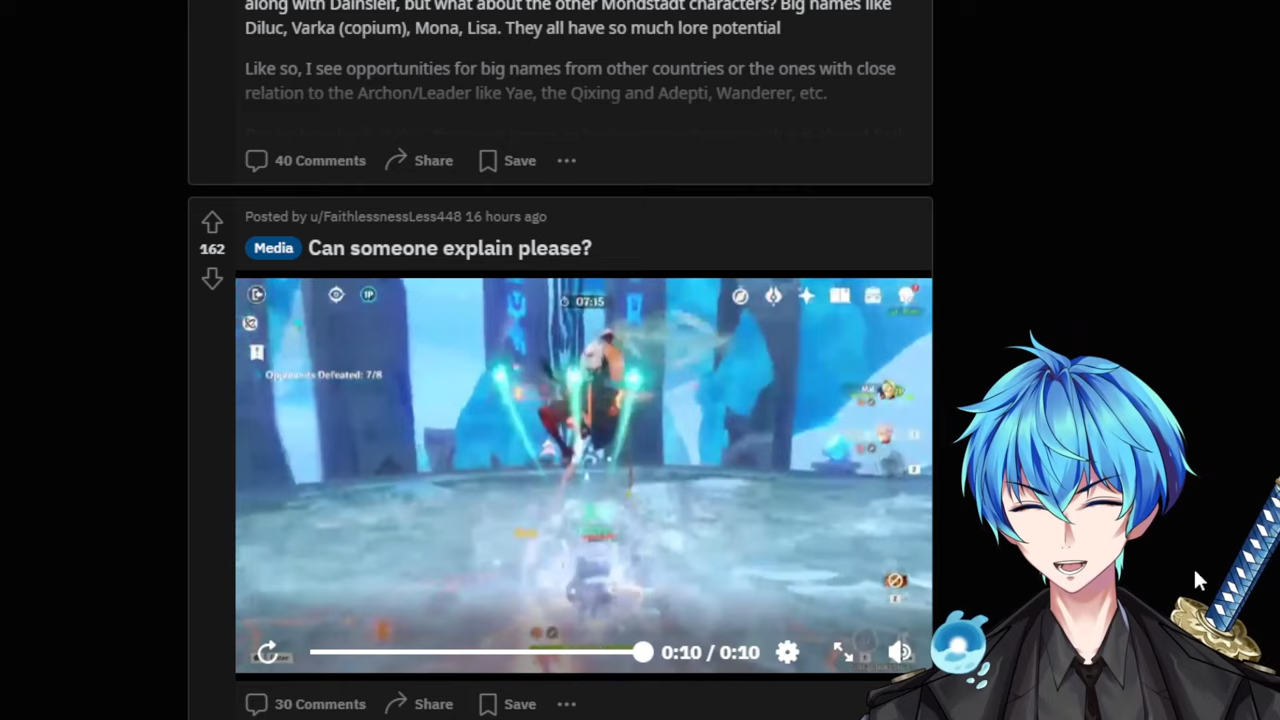 along with Dainsleif, but what about the other Mondstadt characters? Big names like
Diluc, Varka (copium), Mona, Lisa. They all have so much lore potential
Like so, I see opportunities for big names from other countries or the ones with close
relation to the Archon/Leader like Yae, the Qixing and Adepti, Wanderer, etc.
40 Comments
Share
Save
Posted by u/FaithlessnessLess448 16 hours ago
162
Media
Can someone explain please?
1P
07:15
Opponents Defeated: 7/8
0:10 / 0:10
30 Comments
Share
Save